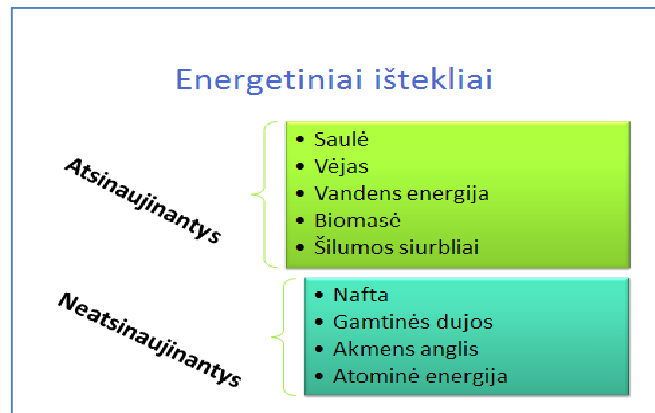 Energetiniai ištekliai
Atsinaujinantys
• Saulė
• Vėjas
• Vandens energija
• Biomasė
• Šilumos siurbliai
Neatsinaujinantys
• Nafta
• Gamtinės dujos
• Akmens anglis
• Atominė energija